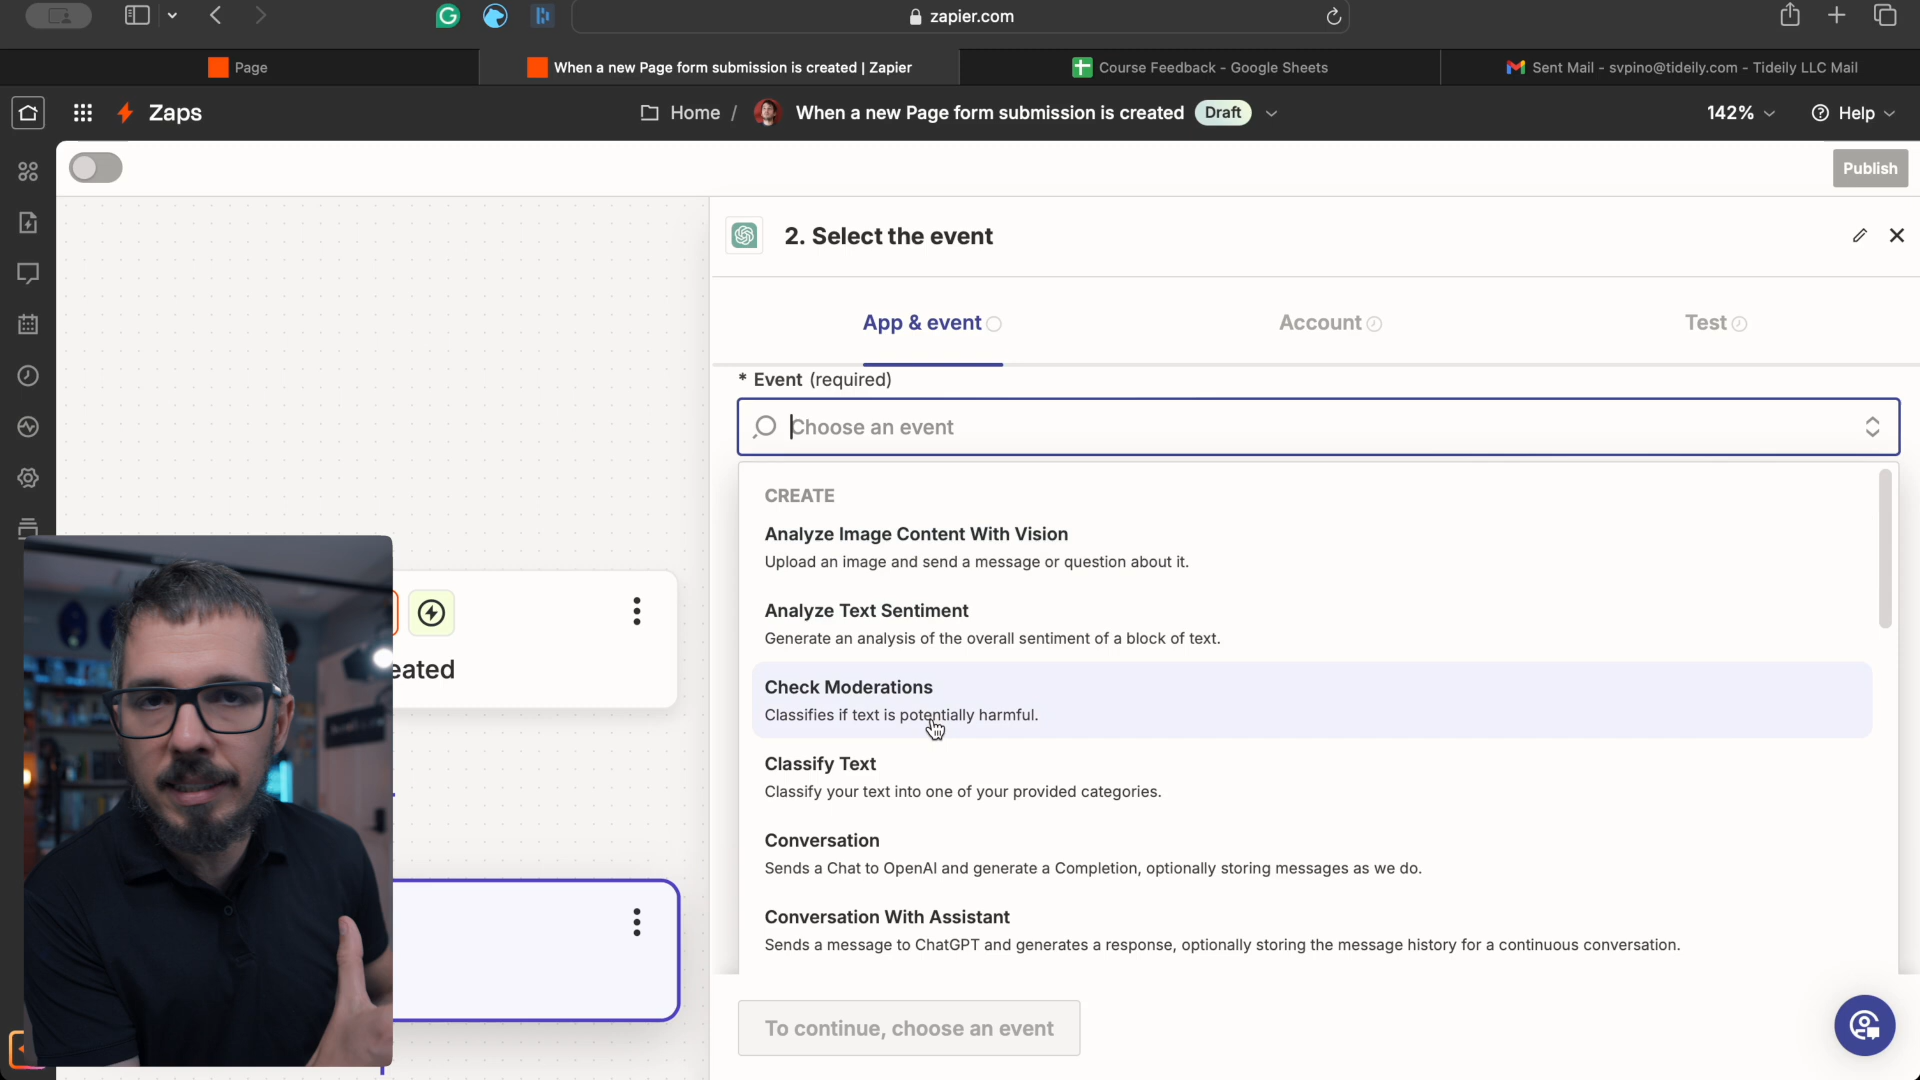 zapier.com
Page
When a new Page form submission is created | Zapier
Course Feedback - Google Sheets
Sent Mail - svpino@tideily.com - Tideily LLC Mail
Zaps
Home / When a new Page form submission is created Draft
142%
Help
Publish
2. Select the event
App & event
Account
Test
* Event (required)
Choose an event
CREATE
Analyze Image Content With Vision
Upload an image and send a message or question about it.
Analyze Text Sentiment
Generate an analysis of the overall sentiment of a block of text.
eated
Check Moderations
Classifies if text is potentially harmful.
Classify Text
Classify your text into one of your provided categories.
Conversation
Sends a Chat to OpenAI and generate a Completion, optionally storing messages as we do.
Conversation With Assistant
Sends a message to ChatGPT and generates a response, optionally storing the message history for a continuous conversation.
To continue, choose an event